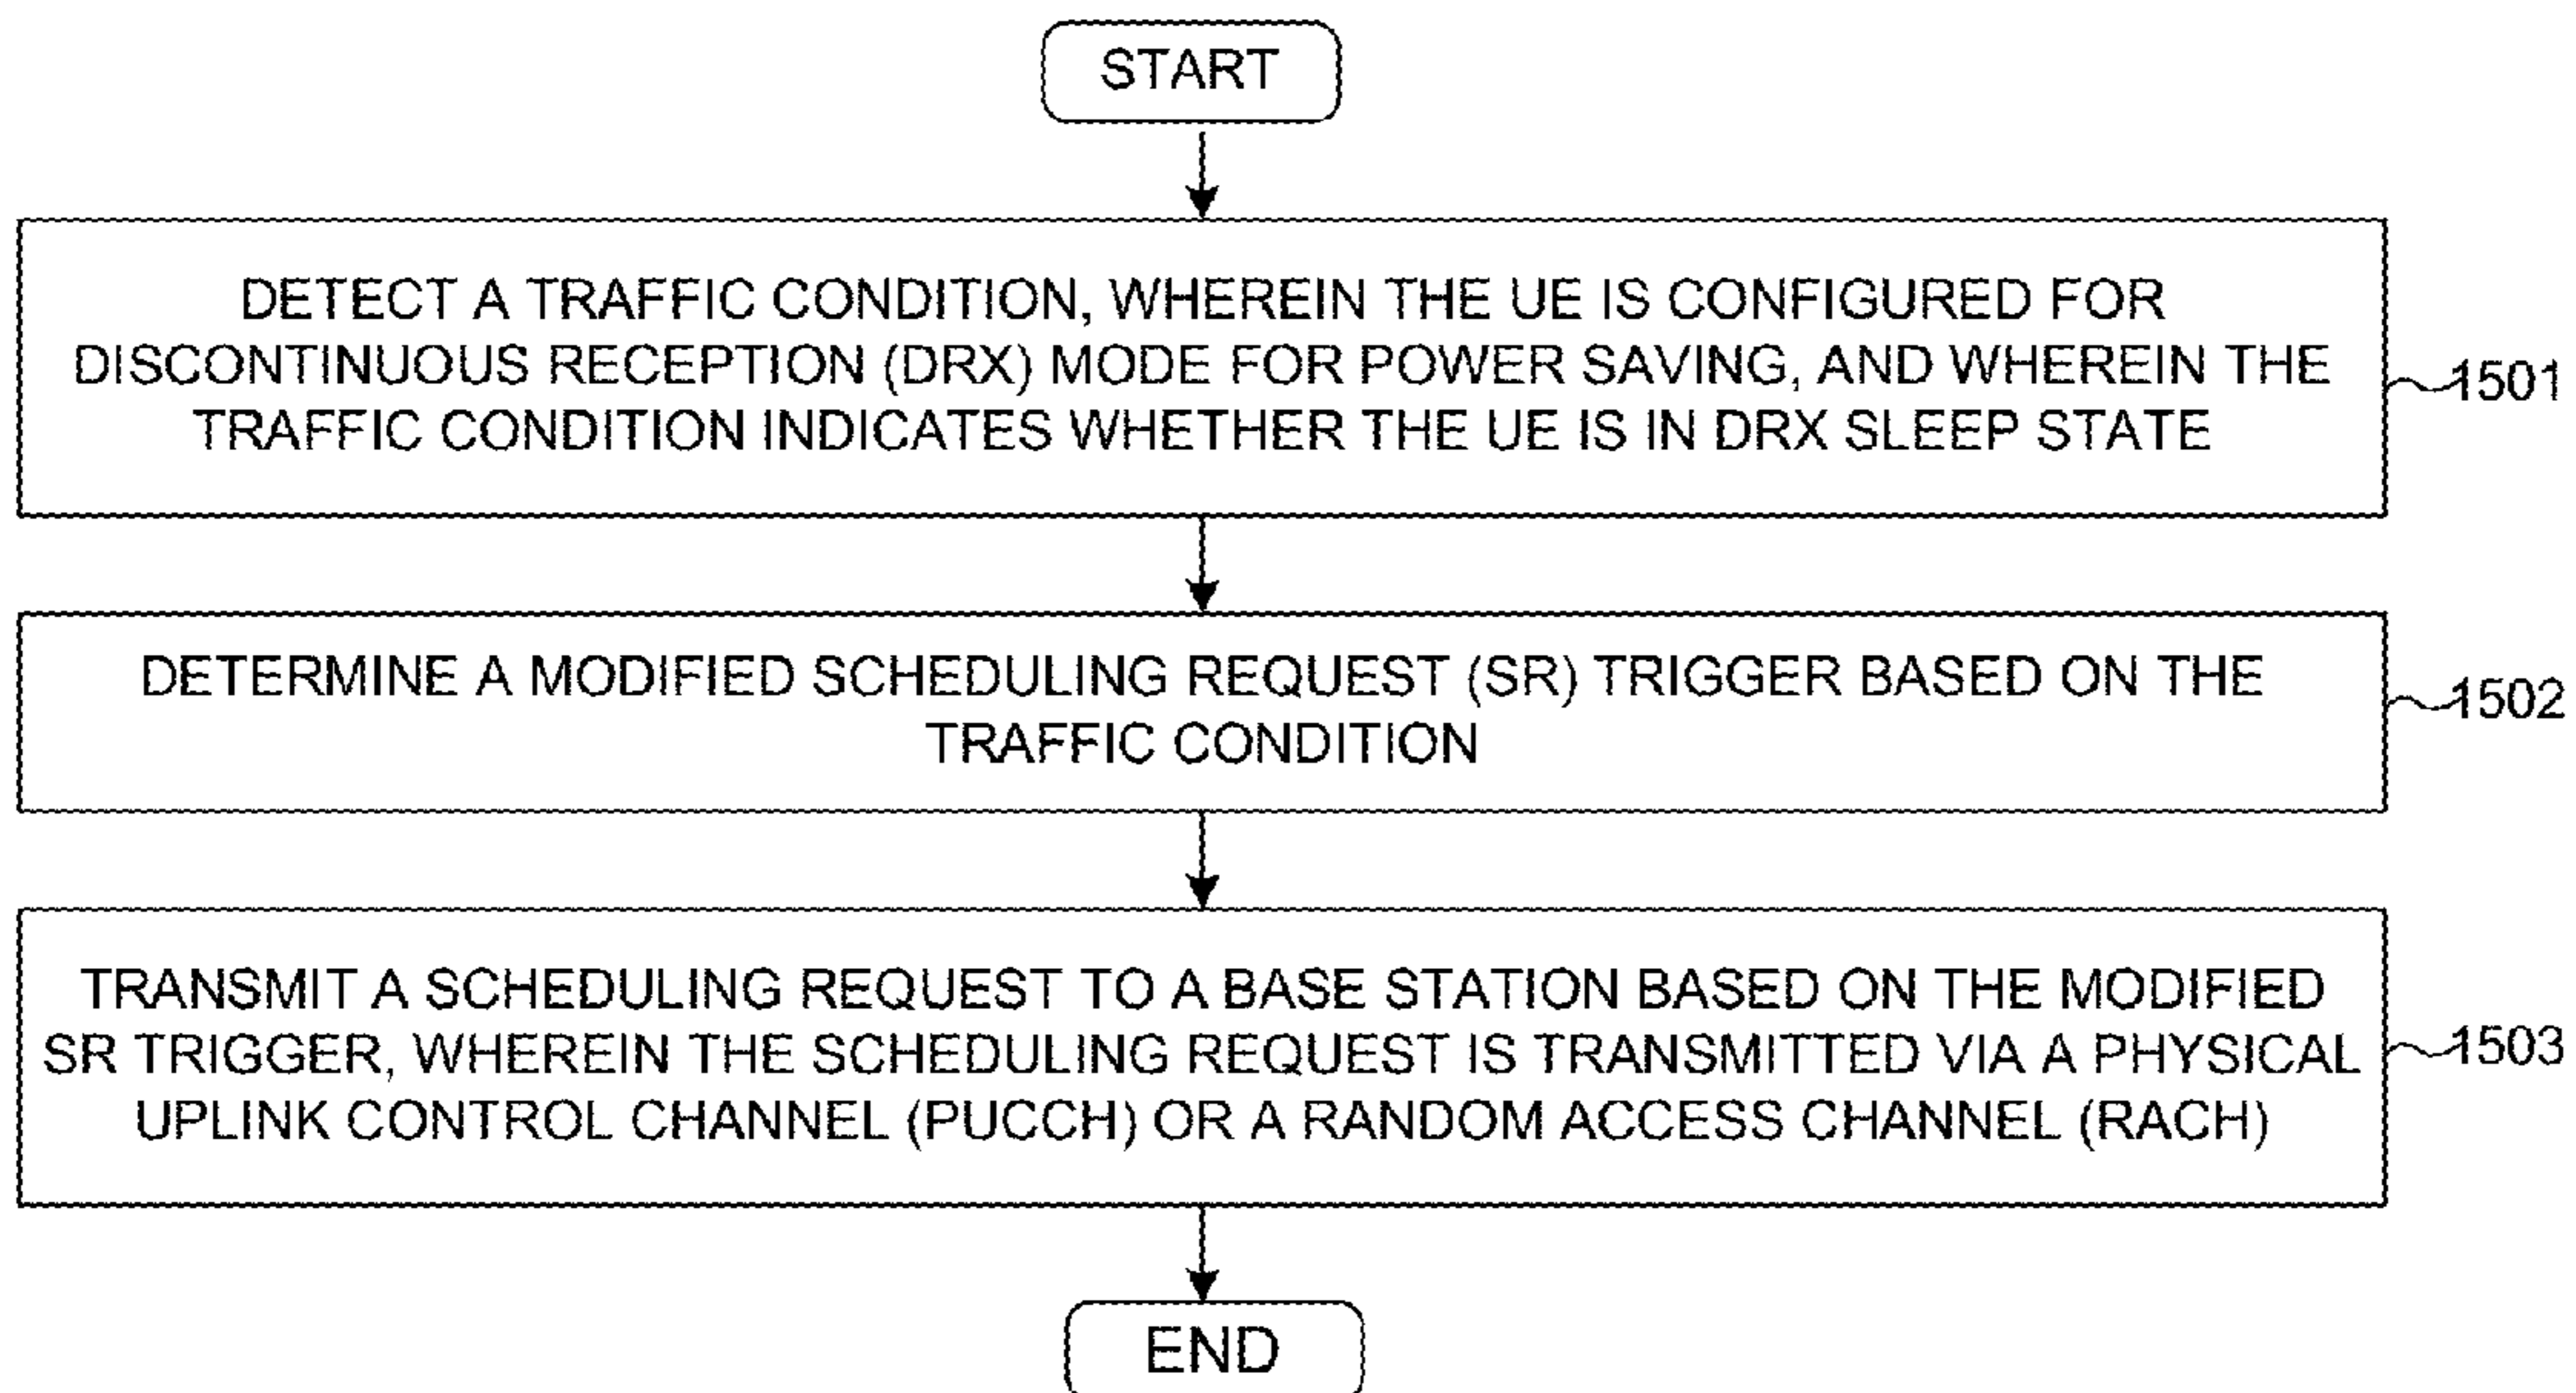 START
DETECT A TRAFFIC CONDITION, WHEREIN THE UE IS CONFIGURED FOR
DISCONTINUOUS RECEPTION (DRX) MODE FOR POWER SAVING, AND WHEREIN THE
TRAFFIC CONDITION INDICATES WHETHER THE UE IS IN DRX SLEEP STATE
1501
DETERMINE A MODIFIED SCHEDULING REQUEST (SR) TRIGGER BASED ON THE
TRAFFIC CONDITION
1502
TRANSMIT A SCHEDULING REQUEST TO A BASE STATION BASED ON THE MODIFIED
SR TRIGGER, WHEREIN THE SCHEDULING REQUEST IS TRANSMITTED VIA A PHYSICAL
UPLINK CONTROL CHANNEL (PUCCH) OR A RANDOM ACCESS CHANNEL (RACH)
1503
END